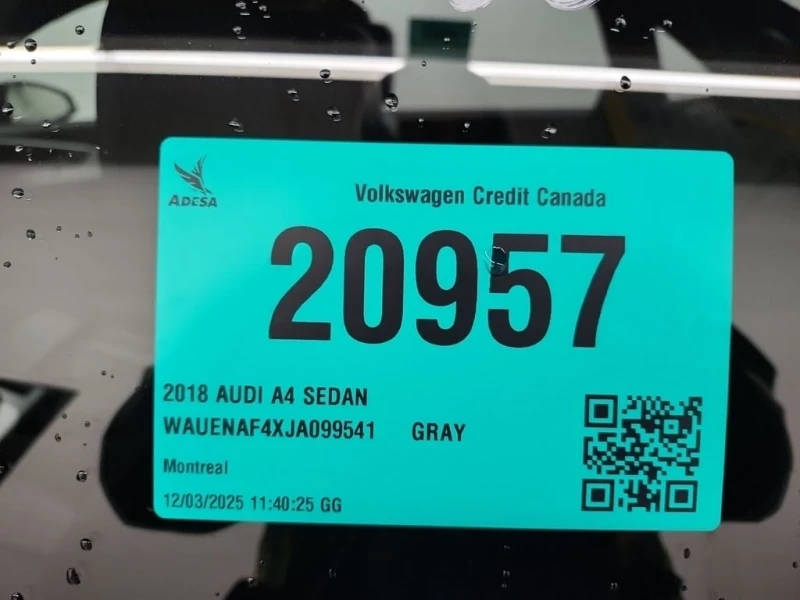 ADESA
Volkswagen Credit Canada
20957
2018 AUDI A4 SEDAN
WAUENAF4XJA099541 GRAY
Montreal
12/03/2025 11:40:25 GG